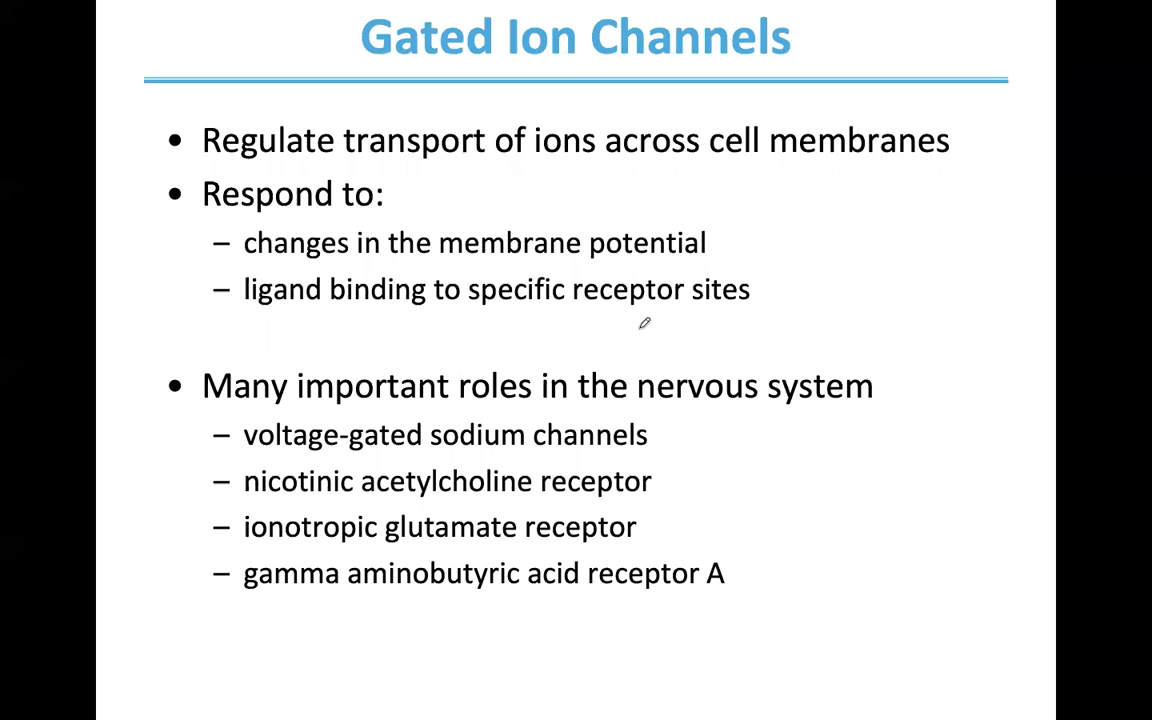 Gated Ion Channels
• Regulate transport of ions across cell membranes
• Respond to:
– changes in the membrane potential
– ligand binding to specific receptor sites
• Many important roles in the nervous system
– voltage-gated sodium channels
– nicotinic acetylcholine receptor
– ionotropic glutamate receptor
– gamma aminobutyric acid receptor A